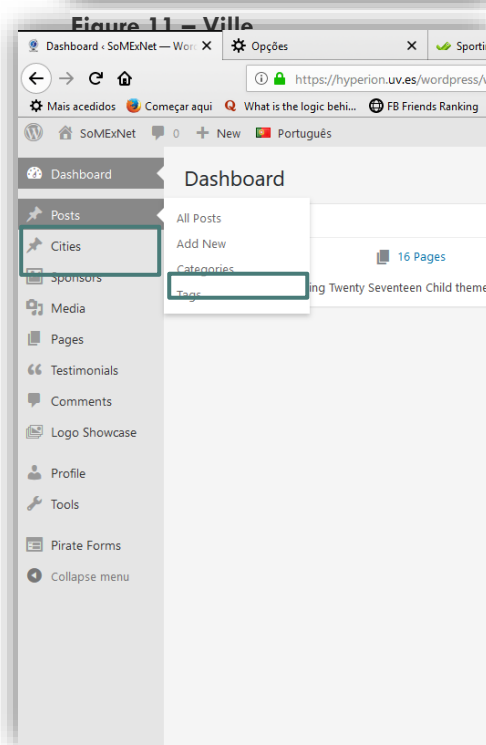 Figure 11 – Ville
Dashboard ‹ SoMExNet — Wor
Opções
Sporti
https://hyperion.uv.es/wordpress/
Mais acedidos Começar aqui What is the logic behi... FB Friends Ranking
SoMExNet 0 + New Português
Dashboard
Dashboard
Posts
All Posts
Cities
Add New
16 Pages
Categories
Sponsors
ing Twenty Seventeen Child theme
Tags
Media
Pages
Testimonials
Comments
Logo Showcase
Profile
Tools
Pirate Forms
Collapse menu